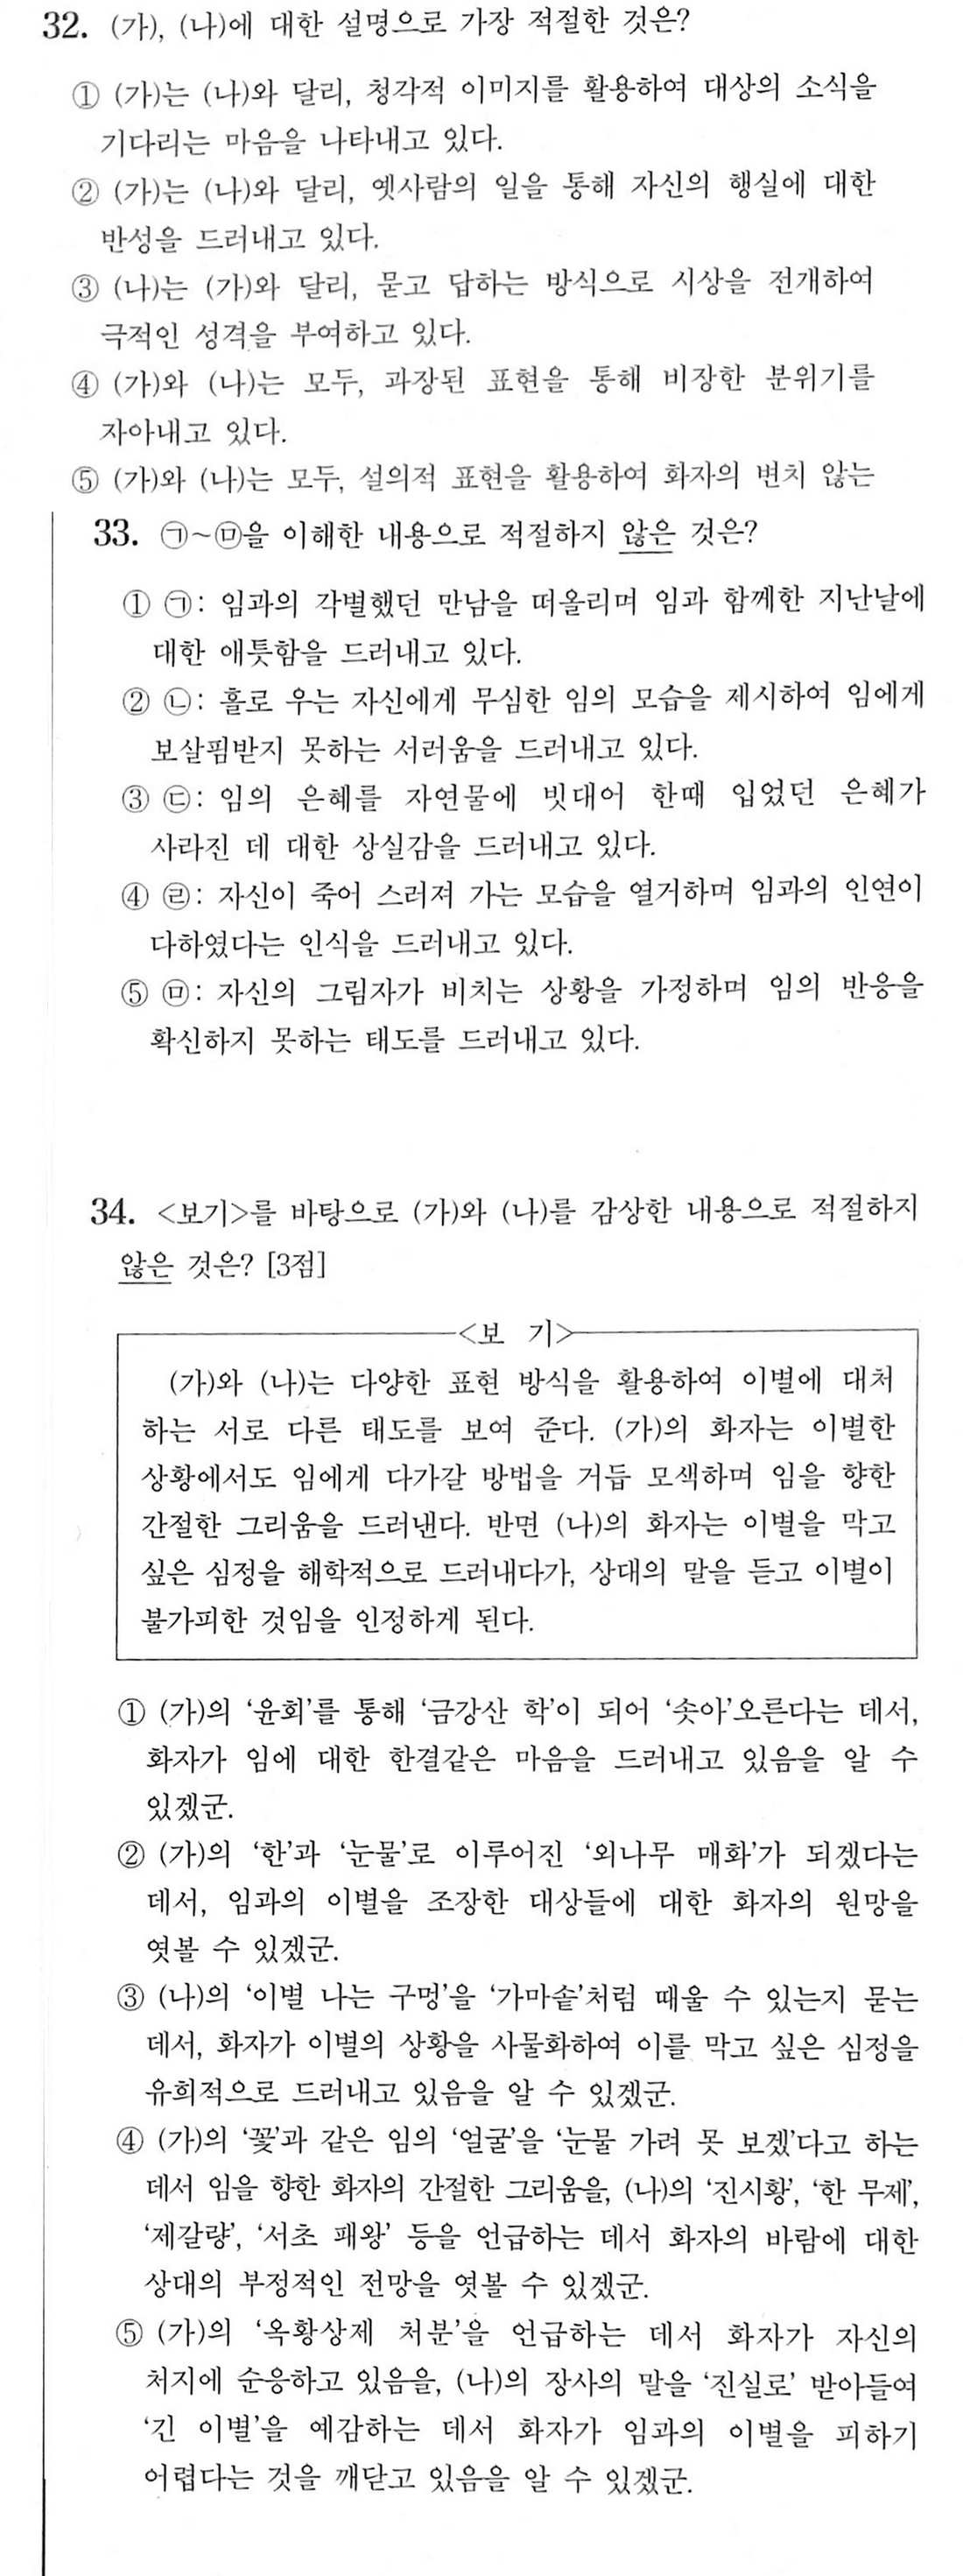 32. (가), (나)에 대한 설명으로 가장 적절한 것은?
① (가)는 (나)와 달리, 청각적 이미지를 활용하여 대상의 소식을
기다리는 마음을 나타내고 있다.
② (가)는 (나)와 달리, 옛사람의 일을 통해 자신의 행실에 대한
반성을 드러내고 있다.
③ (나)는 (가)와 달리, 묻고 답하는 방식으로 시상을 전개하여
극적인 성격을 부여하고 있다.
④ (가)와 (나)는 모두, 과장된 표현을 통해 비장한 분위기를
자아내고 있다.
⑤ (가)와 (나)는 모두, 설의적 표현을 활용하여 화자의 변치 않는
33. ㉠~㉤을 이해한 내용으로 적절하지 않은 것은?
① ㉠: 임과의 각별했던 만남을 떠올리며 임과 함께한 지난날에
대한 애틋함을 드러내고 있다.
② ㉡: 홀로 우는 자신에게 무심한 임의 모습을 제시하여 임에게
보살핌받지 못하는 서러움을 드러내고 있다.
③ ㉢: 임의 은혜를 자연물에 빗대어 한때 입었던 은혜가
사라진 데 대한 상실감을 드러내고 있다.
④ ㉣: 자신이 죽어 스러져 가는 모습을 열거하며 임과의 인연이
다하였다는 인식을 드러내고 있다.
⑤ ㉤: 자신의 그림자가 비치는 상황을 가정하며 임의 반응을
확신하지 못하는 태도를 드러내고 있다.
34. <보기>를 바탕으로 (가)와 (나)를 감상한 내용으로 적절하지
않은 것은? [3점]
<보 기>
(가)와 (나)는 다양한 표현 방식을 활용하여 이별에 대처
하는 서로 다른 태도를 보여 준다. (가)의 화자는 이별한
상황에서도 임에게 다가갈 방법을 거듭 모색하며 임을 향한
간절한 그리움을 드러낸다. 반면 (나)의 화자는 이별을 막고
싶은 심정을 해학적으로 드러내다가, 상대의 말을 듣고 이별이
불가피한 것임을 인정하게 된다.
① (가)의 ‘윤회’를 통해 ‘금강산 학’이 되어 ‘솟아’오른다는 데서,
화자가 임에 대한 한결같은 마음을 드러내고 있음을 알 수
있겠군.
② (가)의 ‘한’과 ‘눈물’로 이루어진 ‘외나무 매화’가 되겠다는
데서, 임과의 이별을 조장한 대상들에 대한 화자의 원망을
엿볼 수 있겠군.
③ (나)의 ‘이별 나는 구멍’을 ‘가마솥’처럼 때울 수 있는지 묻는
데서, 화자가 이별의 상황을 사물화하여 이를 막고 싶은 심정을
유희적으로 드러내고 있음을 알 수 있겠군.
④ (가)의 ‘꽃’과 같은 임의 ‘얼굴’을 ‘눈물 가려 못 보겠’다고 하는
데서 임을 향한 화자의 간절한 그리움을, (나)의 ‘진시황’, ‘한 무제’,
‘제갈량’, ‘서초 패왕’ 등을 언급하는 데서 화자의 바람에 대한
상대의 부정적인 전망을 엿볼 수 있겠군.
⑤ (가)의 ‘옥황상제 처분’을 언급하는 데서 화자가 자신의
처지에 순응하고 있음을, (나)의 장사의 말을 ‘진실로’ 받아들여
‘긴 이별’을 예감하는 데서 화자가 임과의 이별을 피하기
어렵다는 것을 깨닫고 있음을 알 수 있겠군.